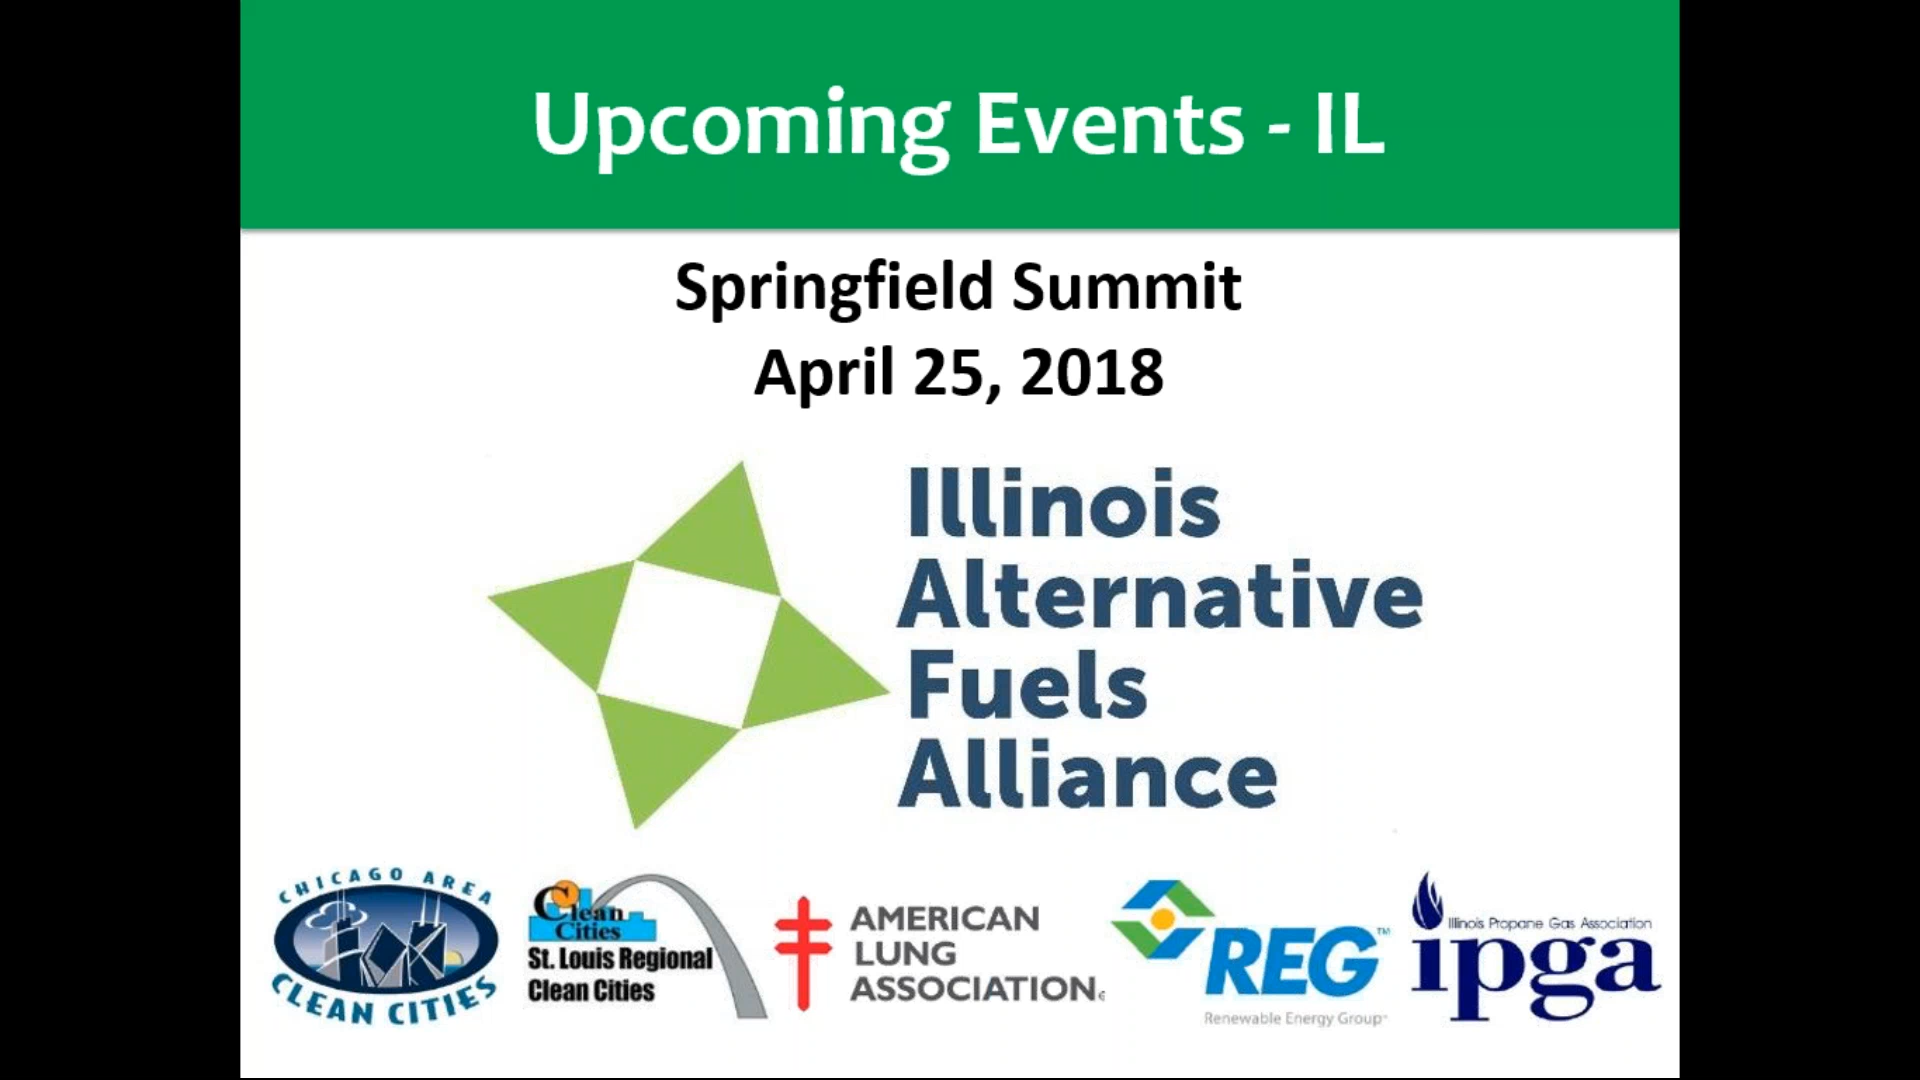 Upcoming Events - IL
Springfield Summit
April 25, 2018
Illinois
Alternative
Fuels
Alliance
CHICAGO AREA
CLEAN CITIES
Clean
Cities
St. Louis Regional
Clean Cities
AMERICAN
LUNG
ASSOCIATION
REG™
Renewable Energy Group
Illinois Propane Gas Association
ipga